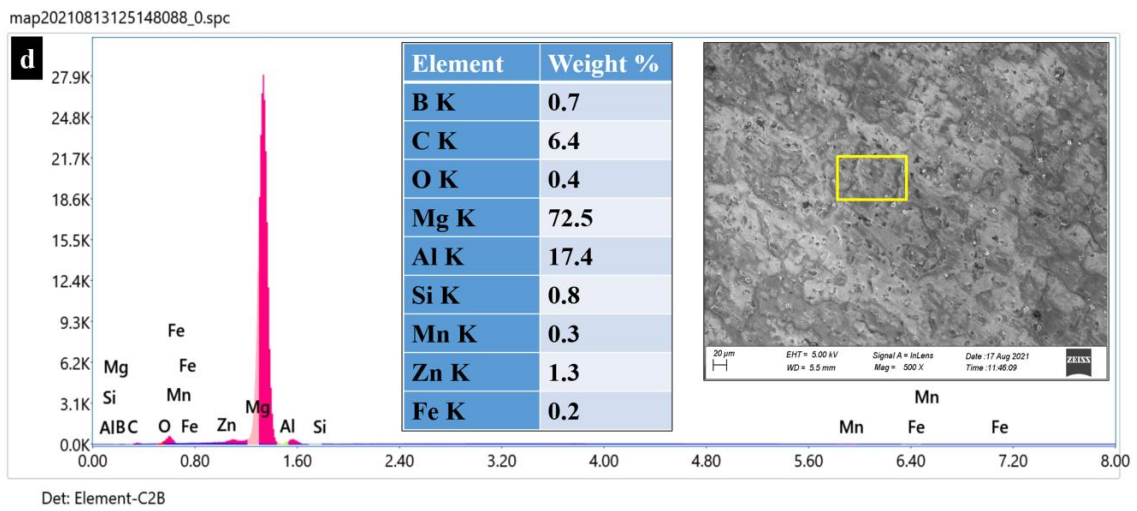 map20210813125148088_0.spc
d
27.9K
24.8K
21.7K
18.6K
15.5K
12.4K
9.3K
6.2K
3.1K
0.0K
Fe
Mg Fe
Si Mn
Al B C O Fe Zn Mg Al Si
Mn
Mn Fe Fe
0.00 0.80 1.60 2.40 3.20 4.00 4.80 5.60 6.40 7.20 8.00
Det: Element-C2B
Element Weight %
B K 0.7
C K 6.4
O K 0.4
Mg K 72.5
Al K 17.4
Si K 0.8
Mn K 0.3
Zn K 1.3
Fe K 0.2
20 µm EHT = 5.00 kV Signal A = InLens Date :17 Aug 2021
WD = 5.5 mm Mag = 500 X Time :11:46:09
ZEISS